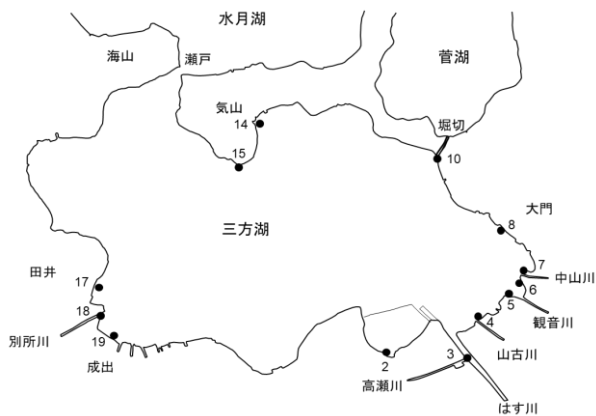 水月湖
海山
瀬戸
菅湖
気山
14
堀切
15
10
三方湖
大門
8
田井
17
7
中山川
6
5
18
観音川
4
別所川
19
山古川
成出
2
3
高瀬川
はす川